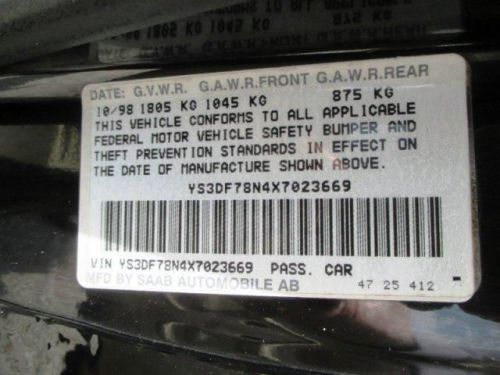 DATE: G.V.W.R. G.A.W.R.FRONT G.A.W.R.REAR
10/98 1805 KG 1045 KG 875 KG
THIS VEHICLE CONFORMS TO ALL APPLICABLE
FEDERAL MOTOR VEHICLE SAFETY BUMPER AND
THEFT PREVENTION STANDARDS IN EFFECT ON
THE DATE OF MANUFACTURE SHOWN ABOVE.
YS3DF78N4X7023669
VIN YS3DF78N4X7023669 PASS. CAR
MFD BY SAAB AUTOMOBILE AB 47 25 412